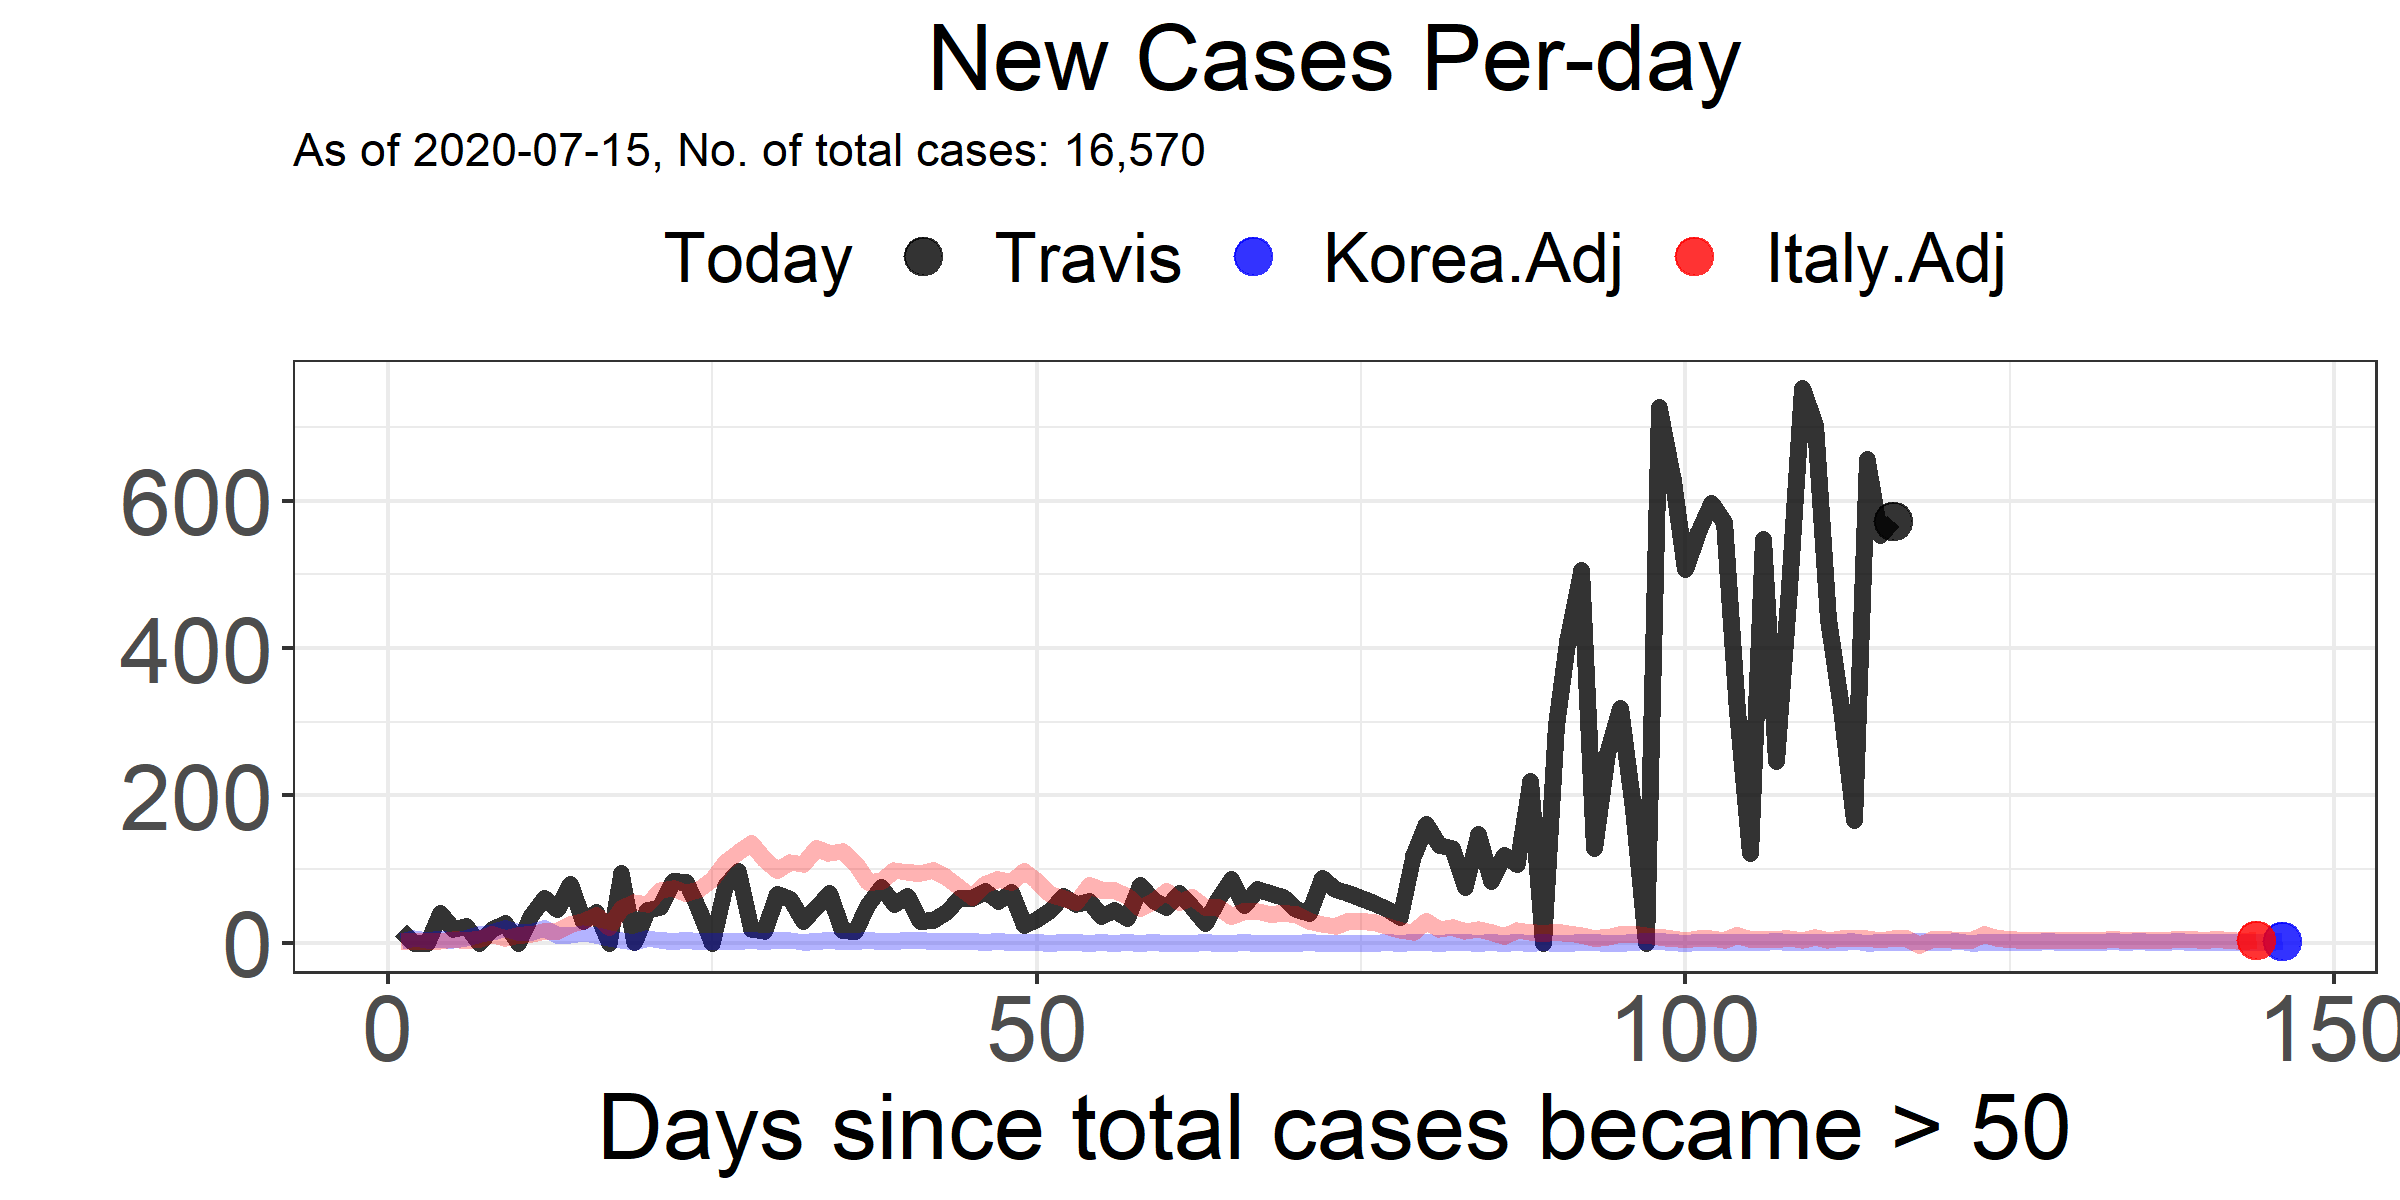 New Cases Per-day
As of 2020-07-15, No. of total cases: 16,570
Today Travis Korea.Adj Italy.Adj
600
400
200
0
0 50 100 150
Days since total cases became > 50